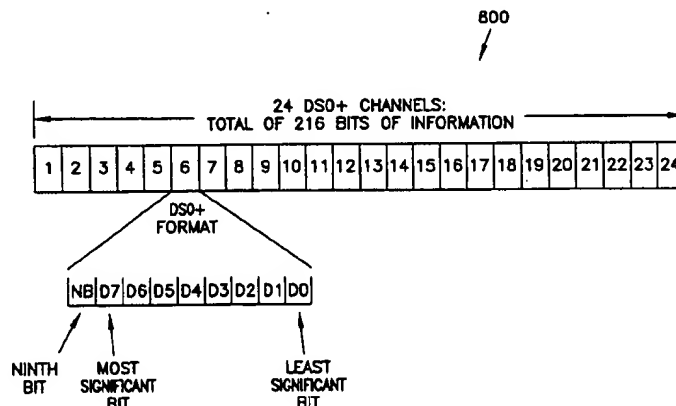 800
24 DS0+ CHANNELS:
TOTAL OF 216 BITS OF INFORMATION
1 2 3 4 5 6 7 8 9 10 11 12 13 14 15 16 17 18 19 20 21 22 23 24
DS0+
FORMAT
NB D7 D6 D5 D4 D3 D2 D1 D0
NINTH
BIT
MOST
SIGNIFICANT
BIT
LEAST
SIGNIFICANT
BIT